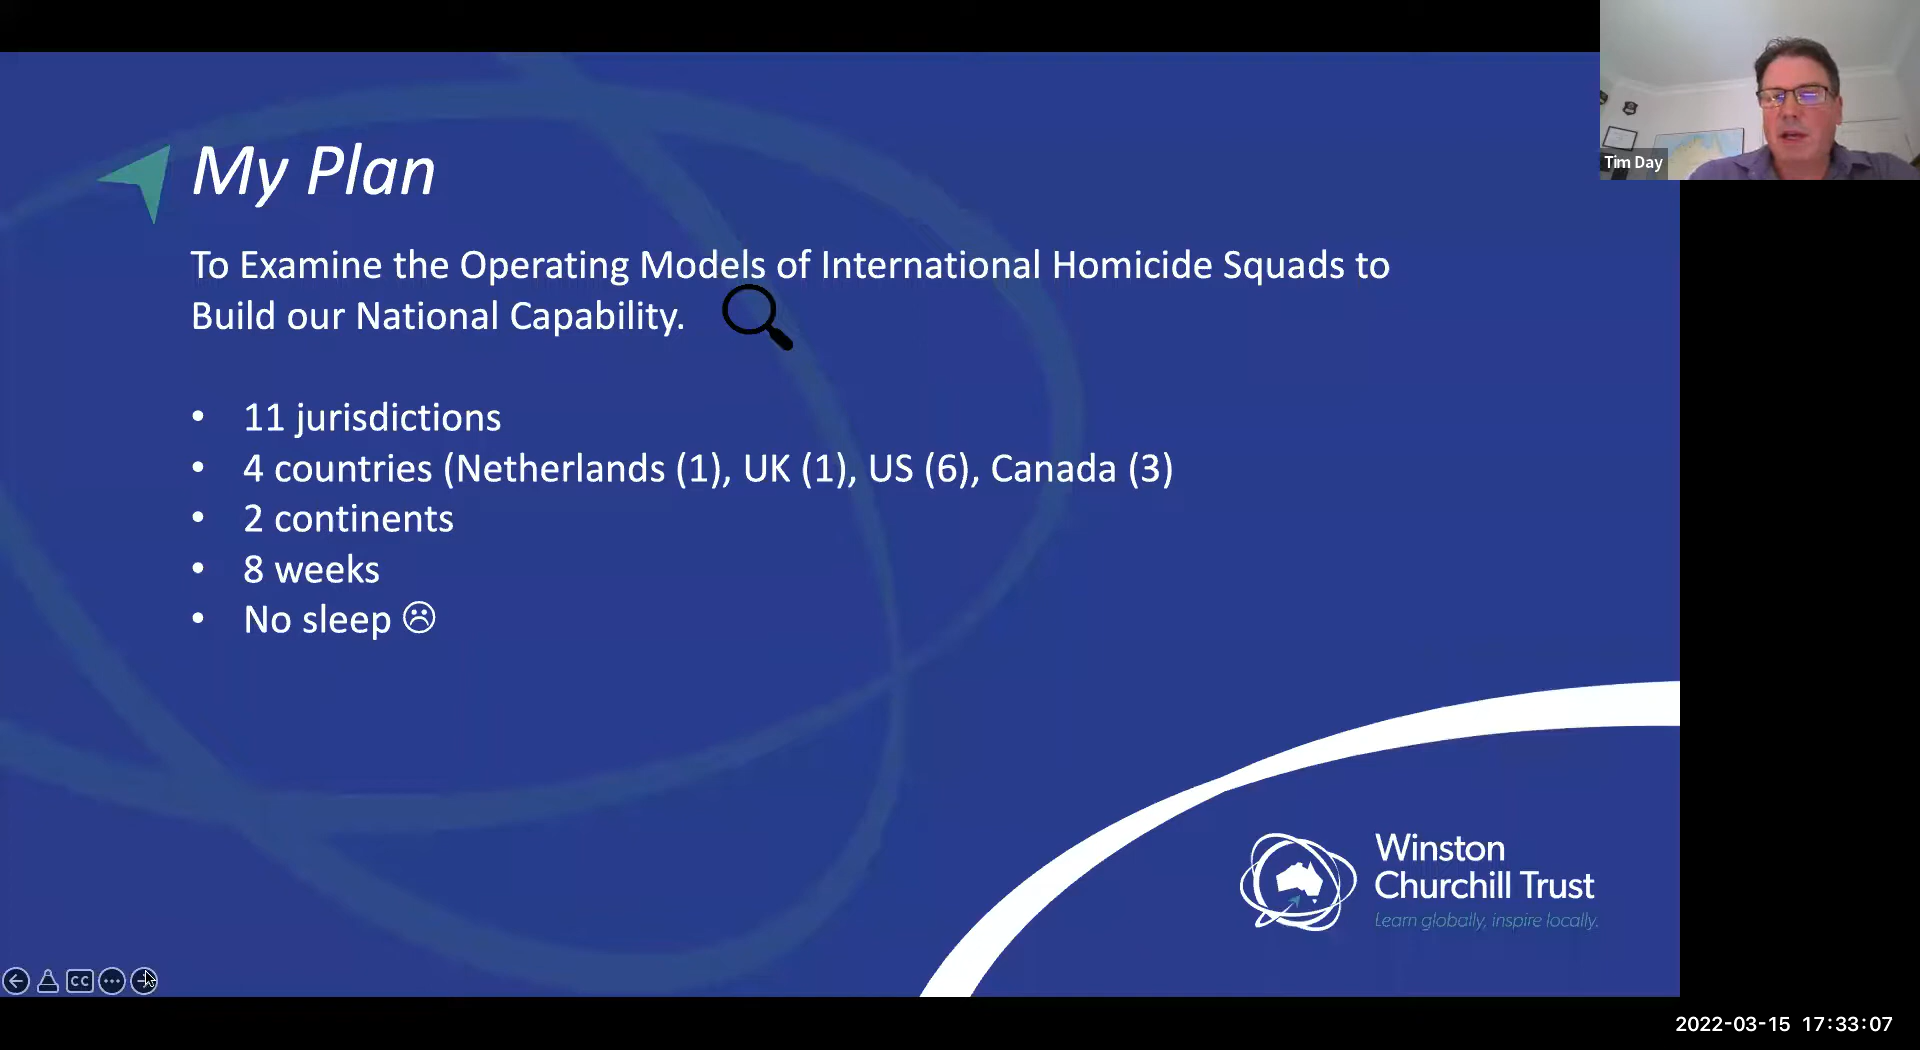 My Plan
To Examine the Operating Models of International Homicide Squads to
Build our National Capability.
• 11 jurisdictions
• 4 countries (Netherlands (1), UK (1), US (6), Canada (3)
• 2 continents
• 8 weeks
• No sleep ☹
Tim Day
Winston
Churchill Trust
Learn globally, inspire locally.
CC
2022-03-15 17:33:07